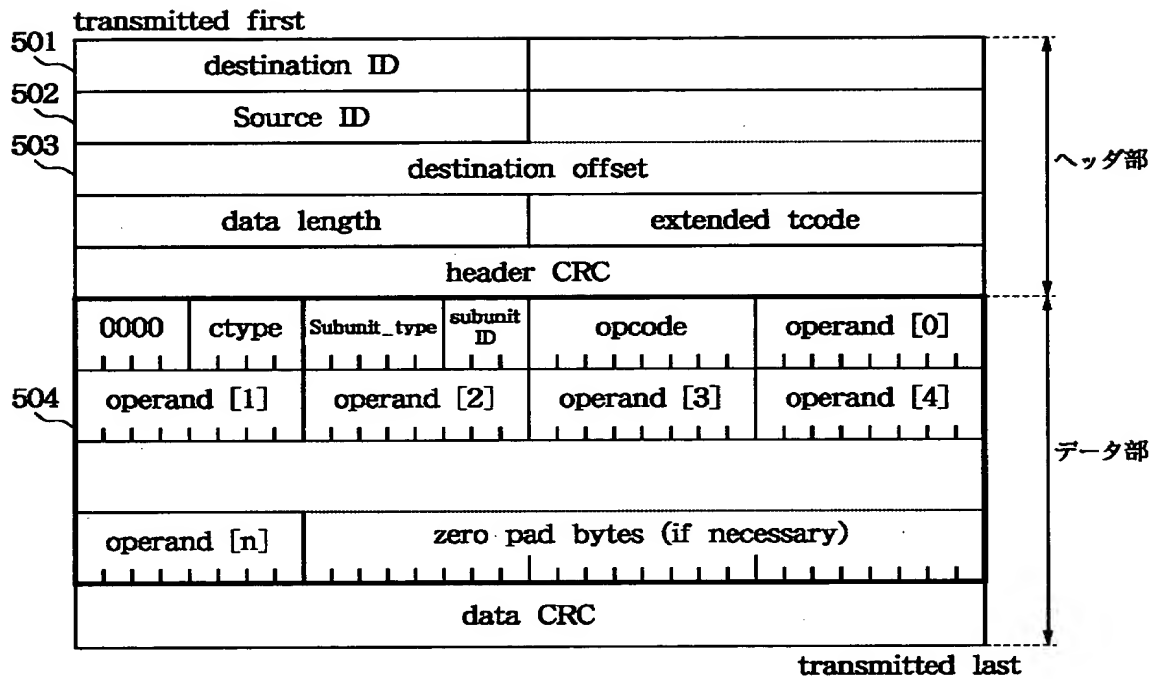 transmitted first
501
destination ID
502
Source ID
503
destination offset
ヘッダ部
data length extended tcode
header CRC
0000 ctype Subunit_type subunit ID opcode operand [0]
504
operand [1] operand [2] operand [3] operand [4]
データ部
operand [n] zero pad bytes (if necessary)
data CRC
transmitted last